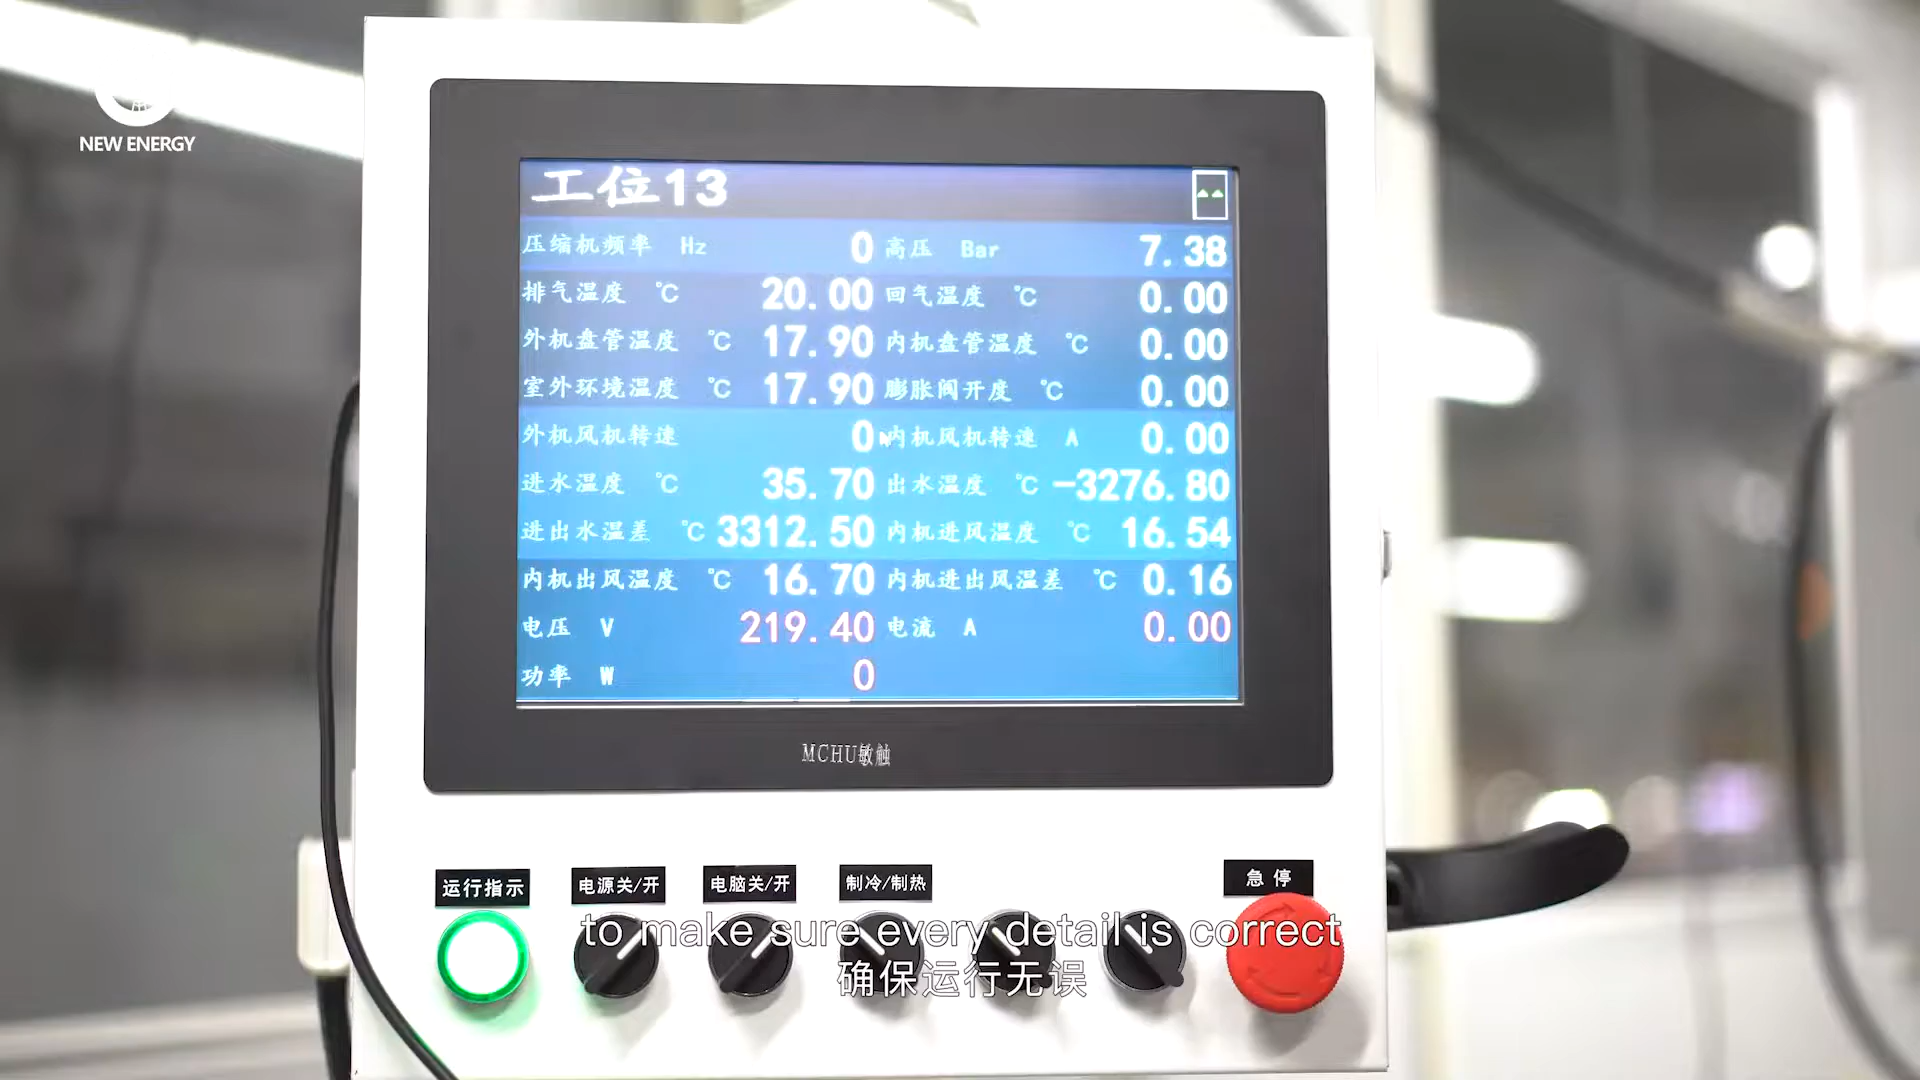 NEW ENERGY
工位13
压缩机频率 Hz 0 高压 Bar 7.38
排气温度 ℃ 20.00 回气温度 ℃ 0.00
外机盘管温度 ℃ 17.90 内机盘管温度 ℃ 0.00
室外环境温度 ℃ 17.90 膨胀阀开度 ℃ 0.00
外机风机转速 0 内机风机转速 A 0.00
进水温度 ℃ 35.70 出水温度 ℃ -3276.80
进出水温差 ℃ 3312.50 内机进风温度 ℃ 16.54
内机出风温度 ℃ 16.70 内机进出风温差 ℃ 0.16
电压 V 219.40 电流 A 0.00
功率 W 0
MCHU敏触
运行指示 电源关/开 电脑关/开 制冷/制热 急停
to make sure every detail is correct
确保运行无误